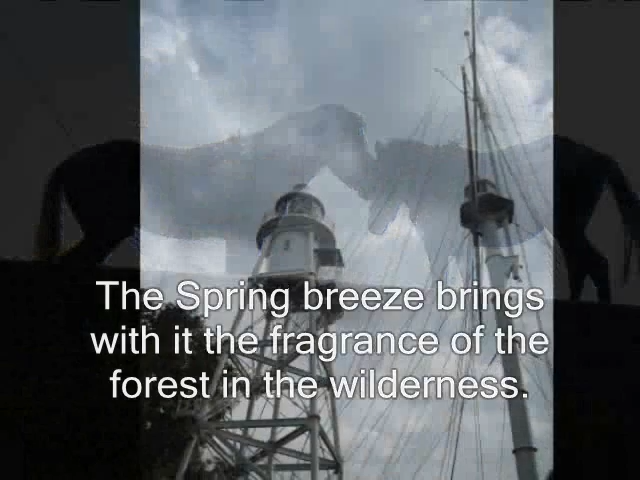 The Spring breeze brings
with it the fragrance of the
forest in the wilderness.